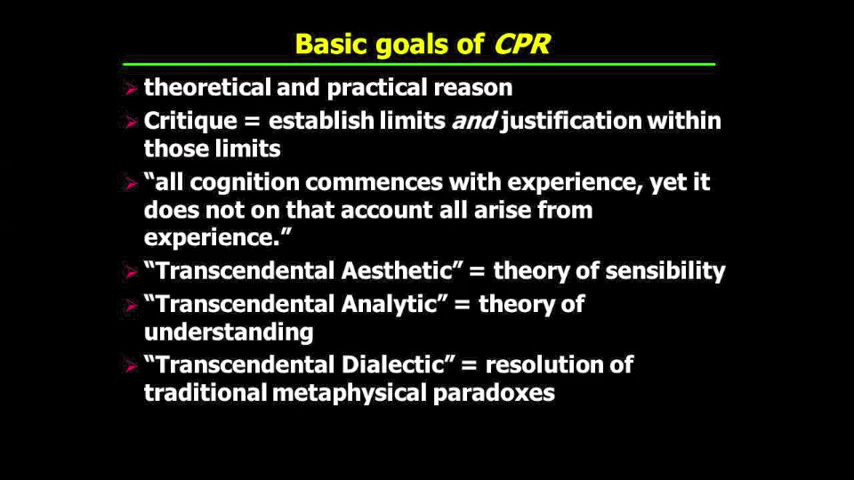 Basic goals of CPR
theoretical and practical reason
Critique = establish limits and justification within
those limits
“all cognition commences with experience, yet it
does not on that account all arise from
experience.”
“Transcendental Aesthetic” = theory of sensibility
“Transcendental Analytic” = theory of
understanding
“Transcendental Dialectic” = resolution of
traditional metaphysical paradoxes